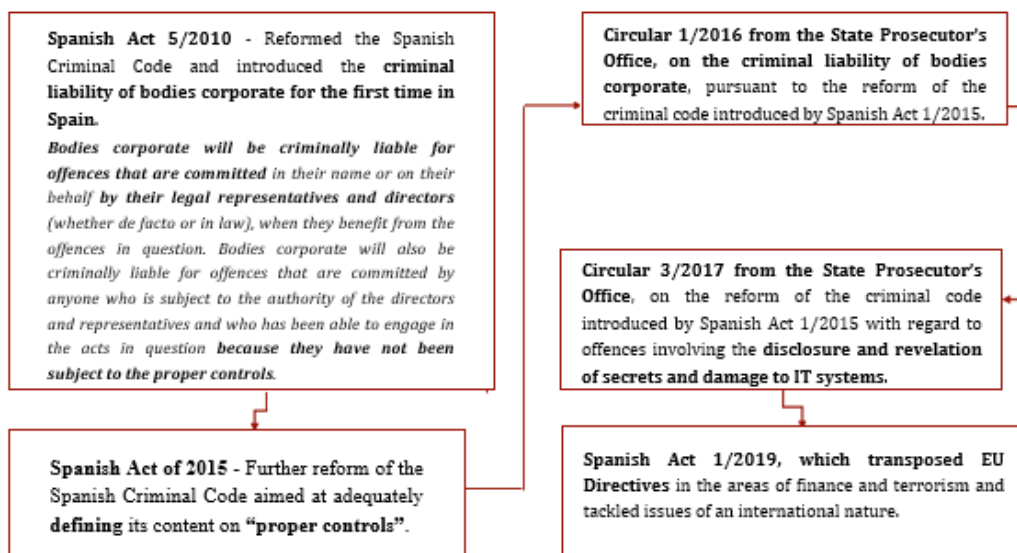 Spanish Act 5/2010 - Reformed the Spanish
Criminal Code and introduced the criminal
liability of bodies corporate for the first time in
Spain.
Bodies corporate will be criminally liable for
offences that are committed in their name or on their
behalf by their legal representatives and directors
(whether de facto or in law), when they benefit from the
offences in question. Bodies corporate will also be
criminally liable for offences that are committed by
anyone who is subject to the authority of the directors
and representatives and who has been able to engage in
the acts in question because they have not been
subject to the proper controls.
Spanish Act of 2015 - Further reform of the
Spanish Criminal Code aimed at adequately
defining its content on “proper controls”.
Circular 1/2016 from the State Prosecutor's
Office, on the criminal liability of bodies
corporate, pursuant to the reform of the
criminal code introduced by Spanish Act 1/2015.
Circular 3/2017 from the State Prosecutor's
Office, on the reform of the criminal code
introduced by Spanish Act 1/2015 with regard to
offences involving the disclosure and revelation
of secrets and damage to IT systems.
Spanish Act 1/2019, which transposed EU
Directives in the areas of finance and terrorism and
tackled issues of an international nature.